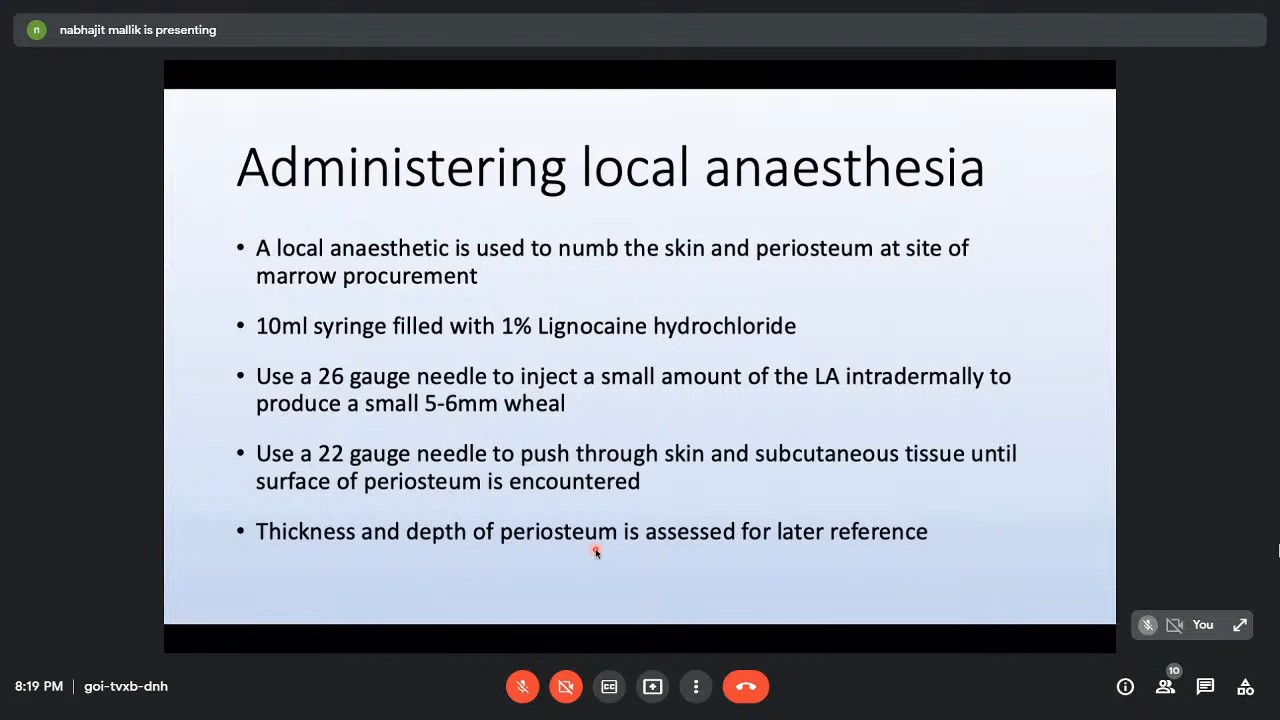 n nabhajit mallik is presenting
Administering local anaesthesia
• A local anaesthetic is used to numb the skin and periosteum at site of
marrow procurement
• 10ml syringe filled with 1% Lignocaine hydrochloride
• Use a 26 gauge needle to inject a small amount of the LA intradermally to
produce a small 5-6mm wheal
• Use a 22 gauge needle to push through skin and subcutaneous tissue until
surface of periosteum is encountered
• Thickness and depth of periosteum is assessed for later reference
You
8:19 PM | goi-tvxb-dnh
CC
10